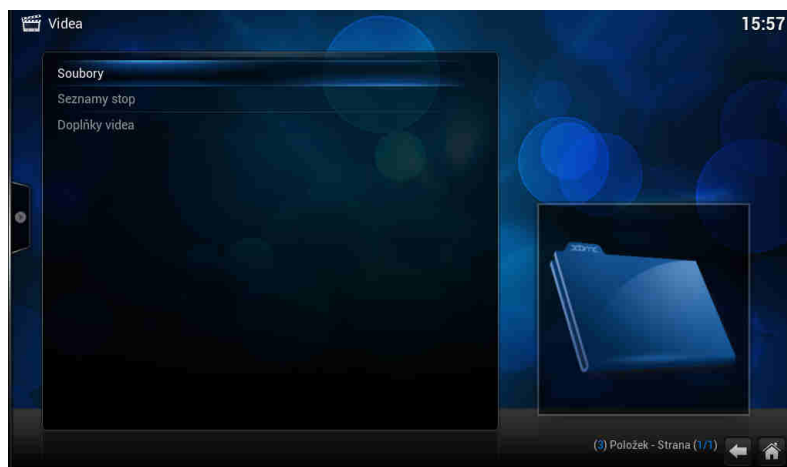 Videa
15:57
Soubory
Seznamy stop
Doplňky videa
xbmc
(3) Položek - Strana (1/1)